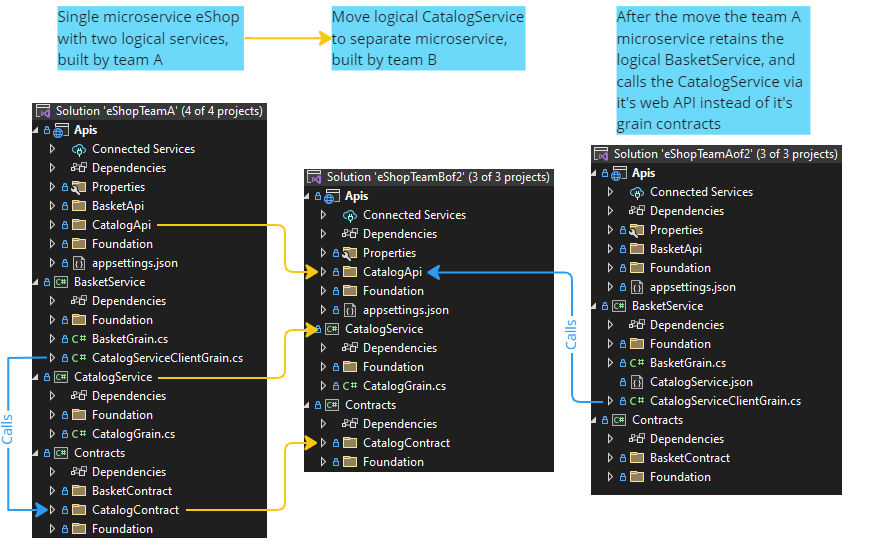 Single microservice eShop
with two logical services,
built by team A
Move logical CatalogService
to separate microservice,
built by team B
After the move the team A
microservice retains the
logical BasketService, and
calls the CatalogService via
it's web API instead of it's
grain contracts
Solution 'eShopTeamA' (4 of 4 projects)
Apis
Connected Services
Dependencies
Properties
BasketApi
CatalogApi
Foundation
appsettings.json
BasketService
Dependencies
Foundation
C# BasketGrain.cs
C# CatalogServiceClientGrain.cs
C# CatalogService
Dependencies
Foundation
C# CatalogGrain.cs
C# Contracts
Dependencies
BasketContract
CatalogContract
Foundation
Calls
Solution 'eShopTeamBof2' (3 of 3 projects)
Apis
Connected Services
Dependencies
Properties
CatalogApi
Foundation
appsettings.json
C# CatalogService
Dependencies
Foundation
C# CatalogGrain.cs
C# Contracts
Dependencies
CatalogContract
Foundation
Calls
Solution 'eShopTeamAof2' (3 of 3 projects)
Apis
Connected Services
Dependencies
Properties
BasketApi
Foundation
appsettings.json
C# BasketService
Dependencies
Foundation
C# BasketGrain.cs
CatalogService.json
C# CatalogServiceClientGrain.cs
C# Contracts
Dependencies
BasketContract
Foundation